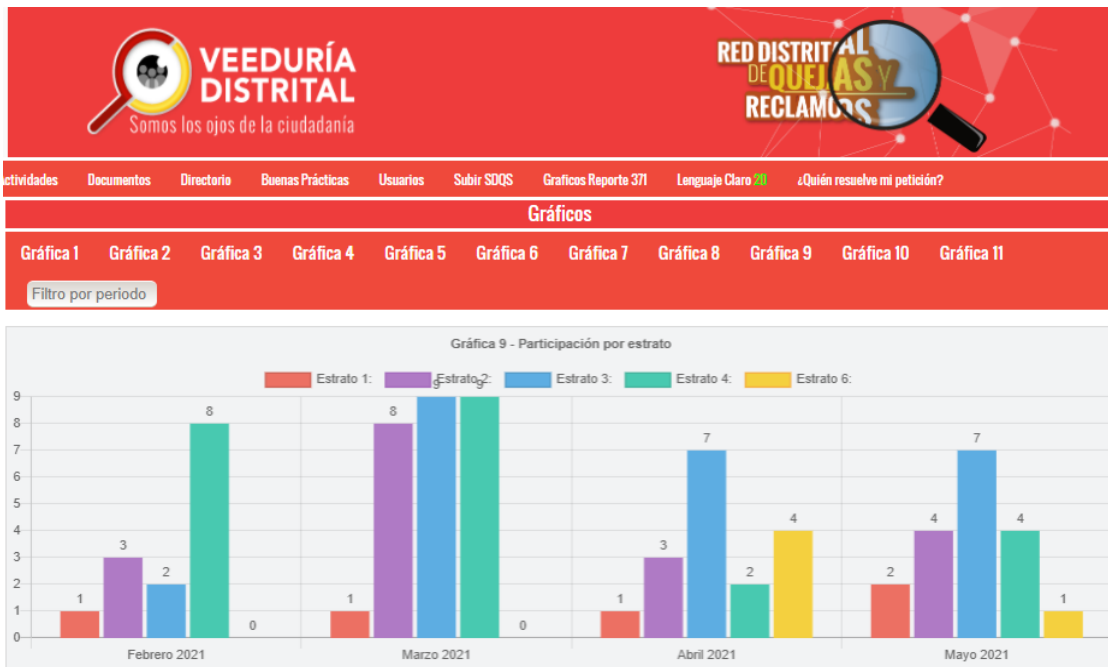 VEEDURÍA
DISTRITAL
Somos los ojos de la ciudadanía
RED DISTRITAL
DE QUEJAS Y
RECLAMOS
Actividades Documentos Directorio Buenas Prácticas Usuarios Subir SDQS Graficos Reporte 371 Lenguaje Claro 20 ¿Quién resuelve mi petición?
Gráficos
Gráfica 1 Gráfica 2 Gráfica 3 Gráfica 4 Gráfica 5 Gráfica 6 Gráfica 7 Gráfica 8 Gráfica 9 Gráfica 10 Gráfica 11
Filtro por periodo
Gráfica 9 - Participación por estrato
Estrato 1: Estrato 2: Estrato 3: Estrato 4: Estrato 6:
9 9 9
8 8 8
7 7 7
6
5
4 4 4 4
3 3 3
2 2 2 2
1 1 1 1 1
0 0 0
Febrero 2021 Marzo 2021 Abril 2021 Mayo 2021